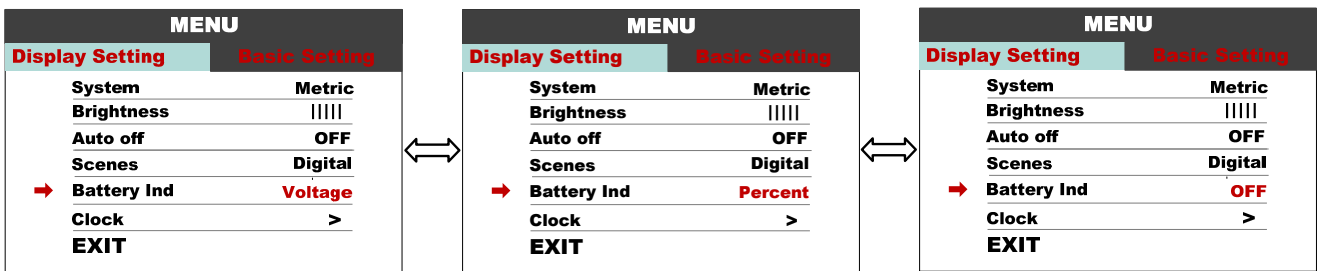 MENU
Display Setting Basic Setting
System Metric
Brightness |||||
Auto off OFF
Scenes Digital
Battery Ind Voltage
Clock >
EXIT
MENU
Display Setting Basic Setting
System Metric
Brightness |||||
Auto off OFF
Scenes Digital
Battery Ind Percent
Clock >
EXIT
MENU
Display Setting Basic Setting
System Metric
Brightness |||||
Auto off OFF
Scenes Digital
Battery Ind OFF
Clock >
EXIT